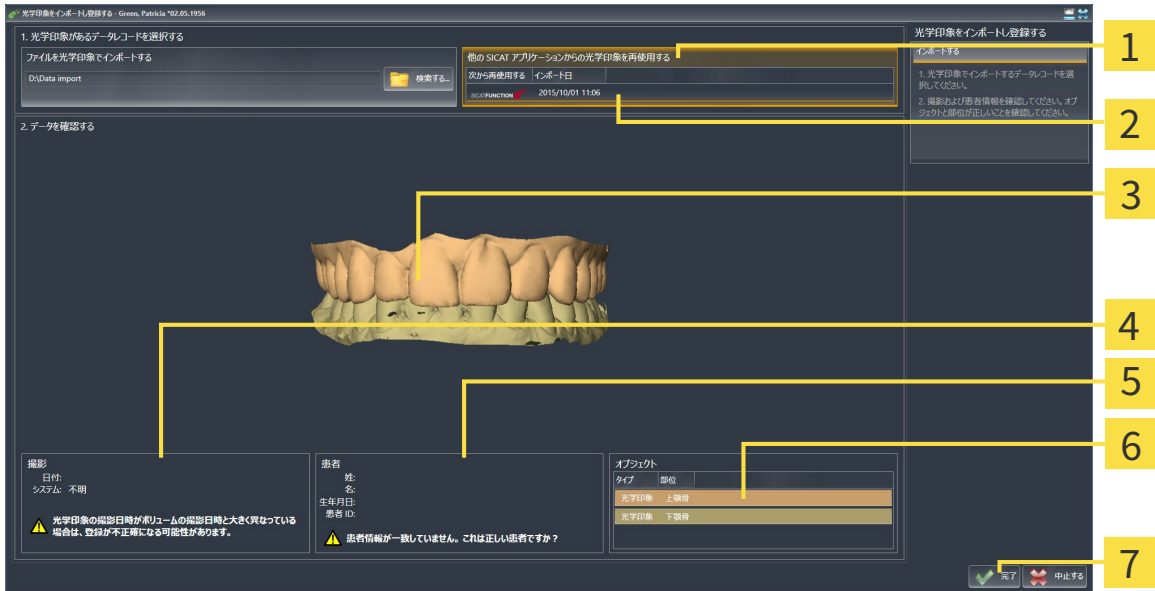 光学印象をインポートし登録する - Green, Patricia *02.05.1956
1. 光学印象があるデータレコードを選択する
ファイルを光学印象でインポートする
D:\Data import
検索する...
他の SICAT アプリケーションからの光学印象を再使用する
次から再使用する インポート日
SICAT FUNCTION 2015/10/01 11:06
光学印象をインポートし登録する
インポートする
1. 光学印象でインポートするデータレコードを選
択してください。
2. 撮影および患者情報を確認してください。オブ
ジェクトと部位が正しいことを確認してください。
2. データを確認する
撮影
日付:
システム: 不明
光学印象の撮影日時がボリュームの撮影日時と大きく異なっている
場合は、登録が不正確になる可能性があります。
患者
姓:
名:
生年月日:
患者 ID:
患者情報が一致していません。これは正しい患者ですか？
オブジェクト
タイプ 部位
光学印象 上顎骨
光学印象 下顎骨
完了
中止する
1
2
3
4
5
6
7